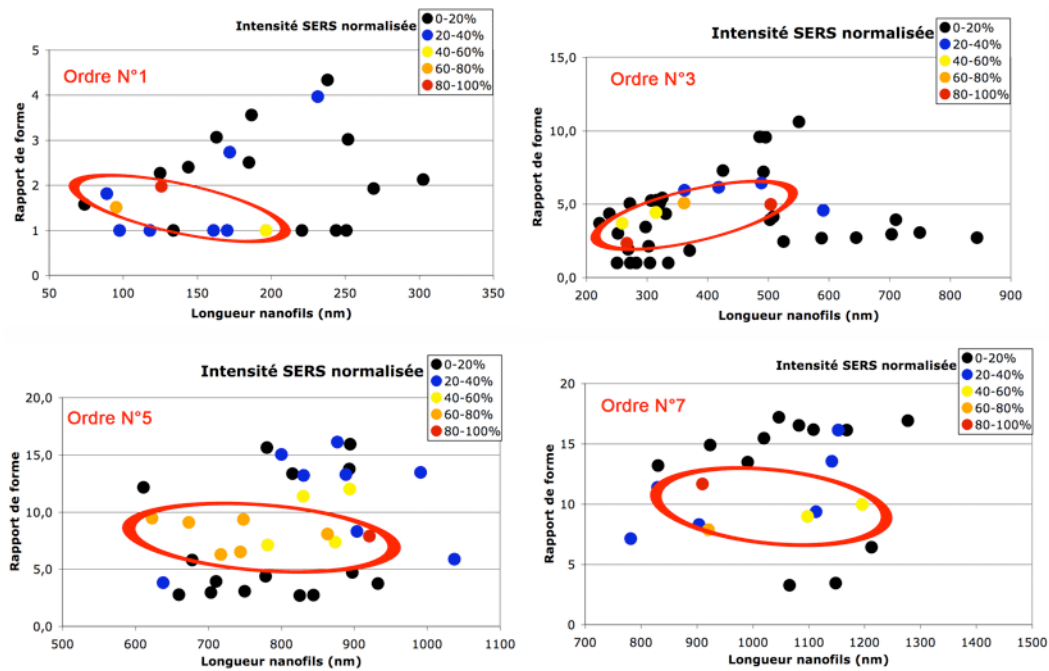 Intensité SERS normalisée
0-20%
20-40%
40-60%
60-80%
80-100%
Ordre N°1
Rapport de forme
5
4
3
2
1
0
50 100 150 200 250 300 350
Longueur nanofils (nm)
Intensité SERS normalisée
0-20%
20-40%
40-60%
60-80%
80-100%
Ordre N°3
Rapport de forme
15,0
10,0
5,0
0,0
200 300 400 500 600 700 800 900
Longueur nanofils (nm)
Intensité SERS normalisée
0-20%
20-40%
40-60%
60-80%
80-100%
Ordre N°5
Rapport de forme
20,0
15,0
10,0
5,0
0,0
500 600 700 800 900 1000 1100
Longueur nanofils (nm)
Intensité SERS normalisée
0-20%
20-40%
40-60%
60-80%
80-100%
Ordre N°7
Rapport de forme
20
15
10
5
0
700 800 900 1000 1100 1200 1300 1400 1500
Longueur nanofils (nm)